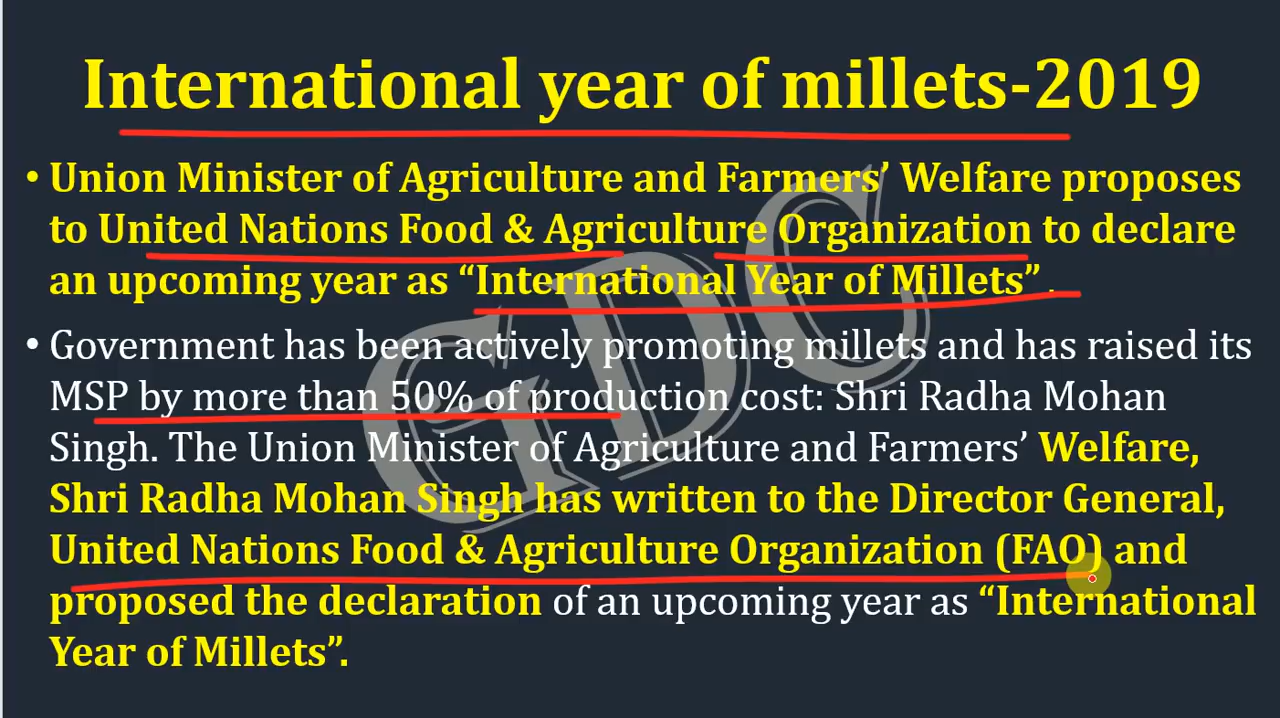 International year of millets-2019
• Union Minister of Agriculture and Farmers’ Welfare proposes
to United Nations Food & Agriculture Organization to declare
an upcoming year as “International Year of Millets” .
• Government has been actively promoting millets and has raised its
MSP by more than 50% of production cost: Shri Radha Mohan
Singh. The Union Minister of Agriculture and Farmers’ Welfare,
Shri Radha Mohan Singh has written to the Director General,
United Nations Food & Agriculture Organization (FAO) and
proposed the declaration of an upcoming year as “International
Year of Millets”.
GDC